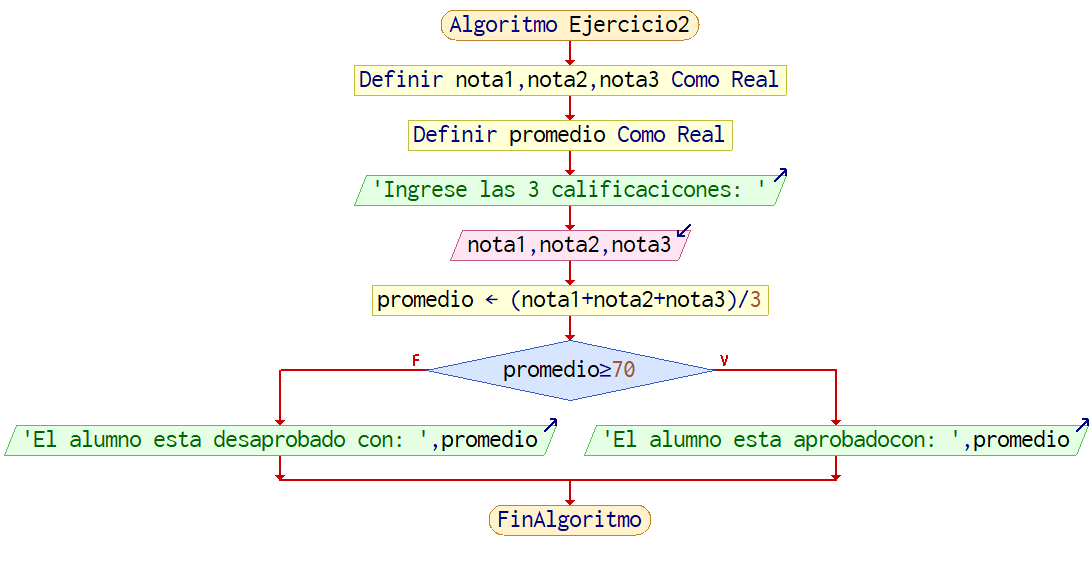 Algoritmo Ejercicio2
Definir nota1,nota2,nota3 Como Real
Definir promedio Como Real
'Ingrese las 3 calificacicones: '
nota1,nota2,nota3
promedio ← (nota1+nota2+nota3)/3
F
promedio≥70
V
'El alumno esta desaprobado con: ',promedio
'El alumno esta aprobadocon: ',promedio
FinAlgoritmo